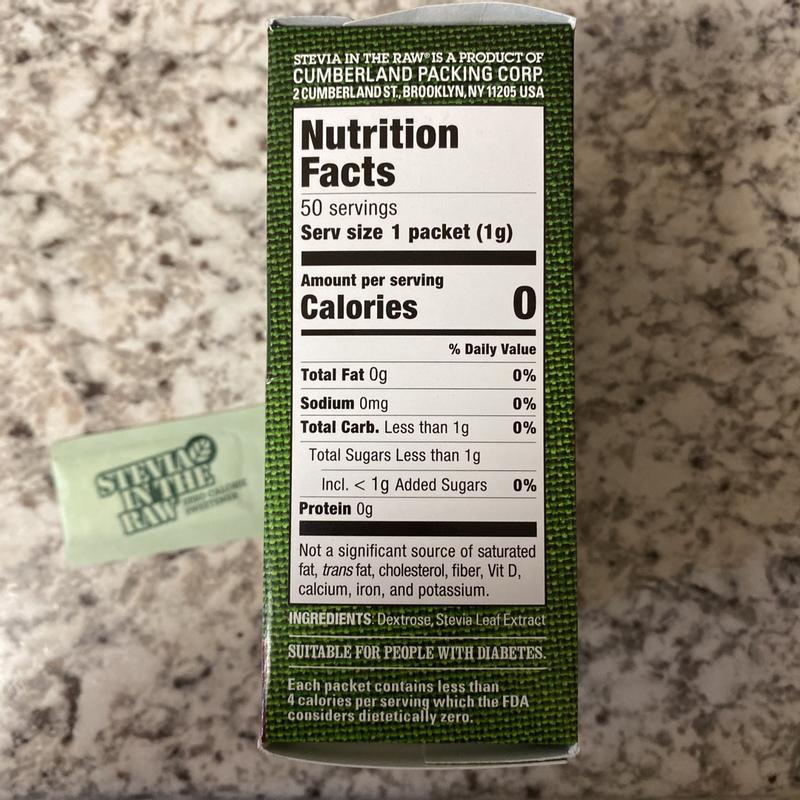 STEVIA IN THE RAW® IS A PRODUCT OF
CUMBERLAND PACKING CORP.
2 CUMBERLAND ST., BROOKLYN, NY 11205 USA
Nutrition
Facts
50 servings
Serv size 1 packet (1g)
Amount per serving
Calories 0
% Daily Value
Total Fat 0g 0%
Sodium 0mg 0%
Total Carb. Less than 1g 0%
Total Sugars Less than 1g
Incl. < 1g Added Sugars 0%
Protein 0g
Not a significant source of saturated
fat, trans fat, cholesterol, fiber, Vit D,
calcium, iron, and potassium.
INGREDIENTS: Dextrose, Stevia Leaf Extract
SUITABLE FOR PEOPLE WITH DIABETES.
Each packet contains less than
4 calories per serving which the FDA
considers dietetically zero.
STEVIA
IN THE
RAW
ZERO CALORIE
SWEETENER